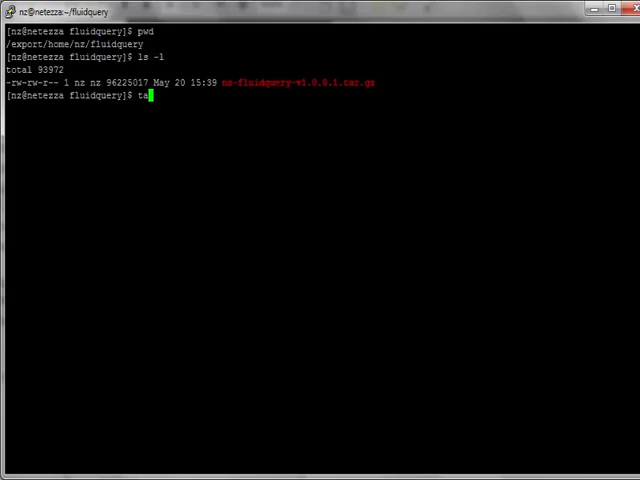 nz@netezza:~/fluidquery
[nz@netezza fluidquery]$ pwd
/export/home/nz/fluidquery
[nz@netezza fluidquery]$ ls -l
total 93972
-rw-rw-r-- 1 nz nz 96225017 May 20 15:39 nz-fluidquery-v1.0.0.1.tar.gz
[nz@netezza fluidquery]$ ta